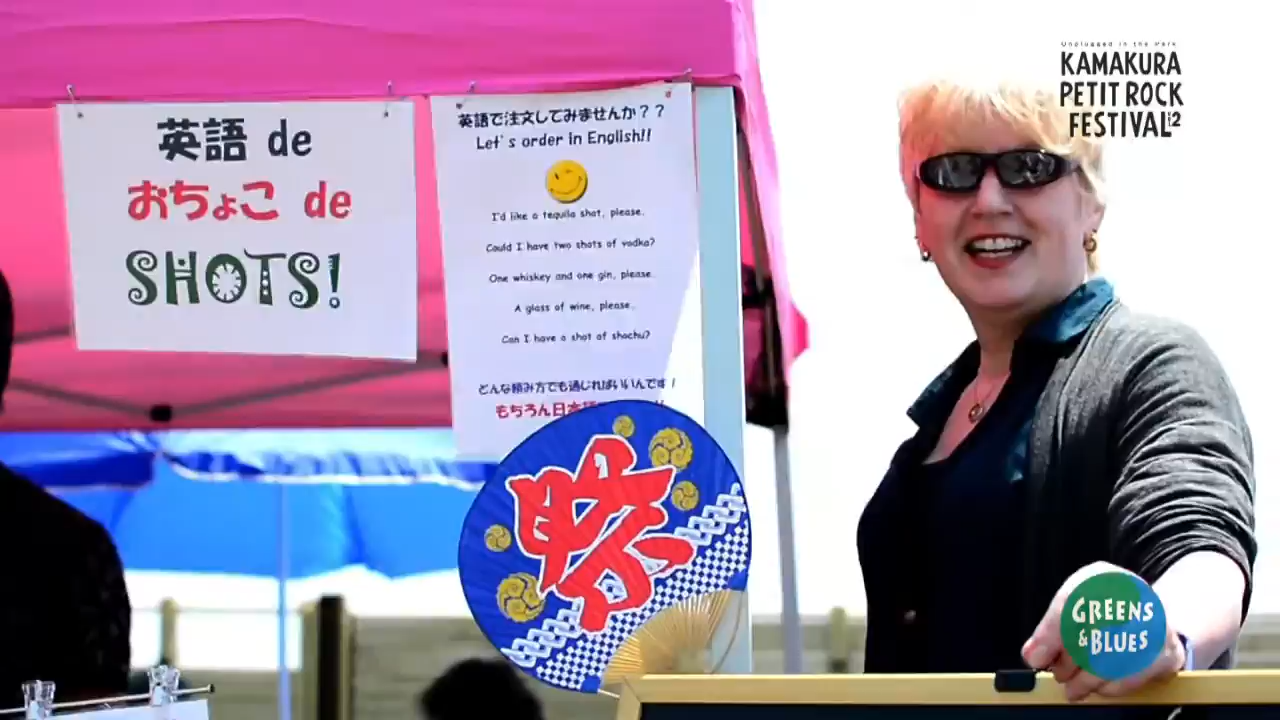 英語 de
おちょこ de
SHOTS!
英語で注文してみませんか??
Let's order in English!!
I'd like a tequila shot, please.
Could I have two shots of vodka?
One whiskey and one gin, please.
A glass of wine, please.
Can I have a shot of shochu?
どんな頼み方でも通じればいいんです!
もちろん日本語
祭
Unplugged in the Park
KAMAKURA
PETIT ROCK
FESTIVAL
GREENS
& BLUES